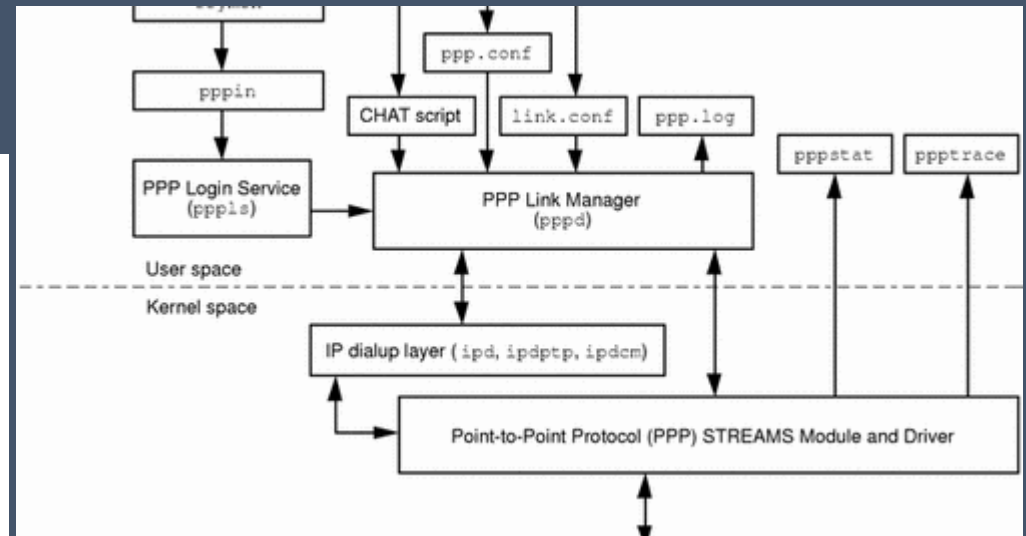 ppp.conf
pppin
CHAT script
link.conf
ppp.log
pppstat
ppptrace
PPP Login Service
(pppls)
PPP Link Manager
(pppd)
User space
Kernel space
IP dialup layer ( ipd, ipdptp, ipdcm)
Point-to-Point Protocol (PPP) STREAMS Module and Driver